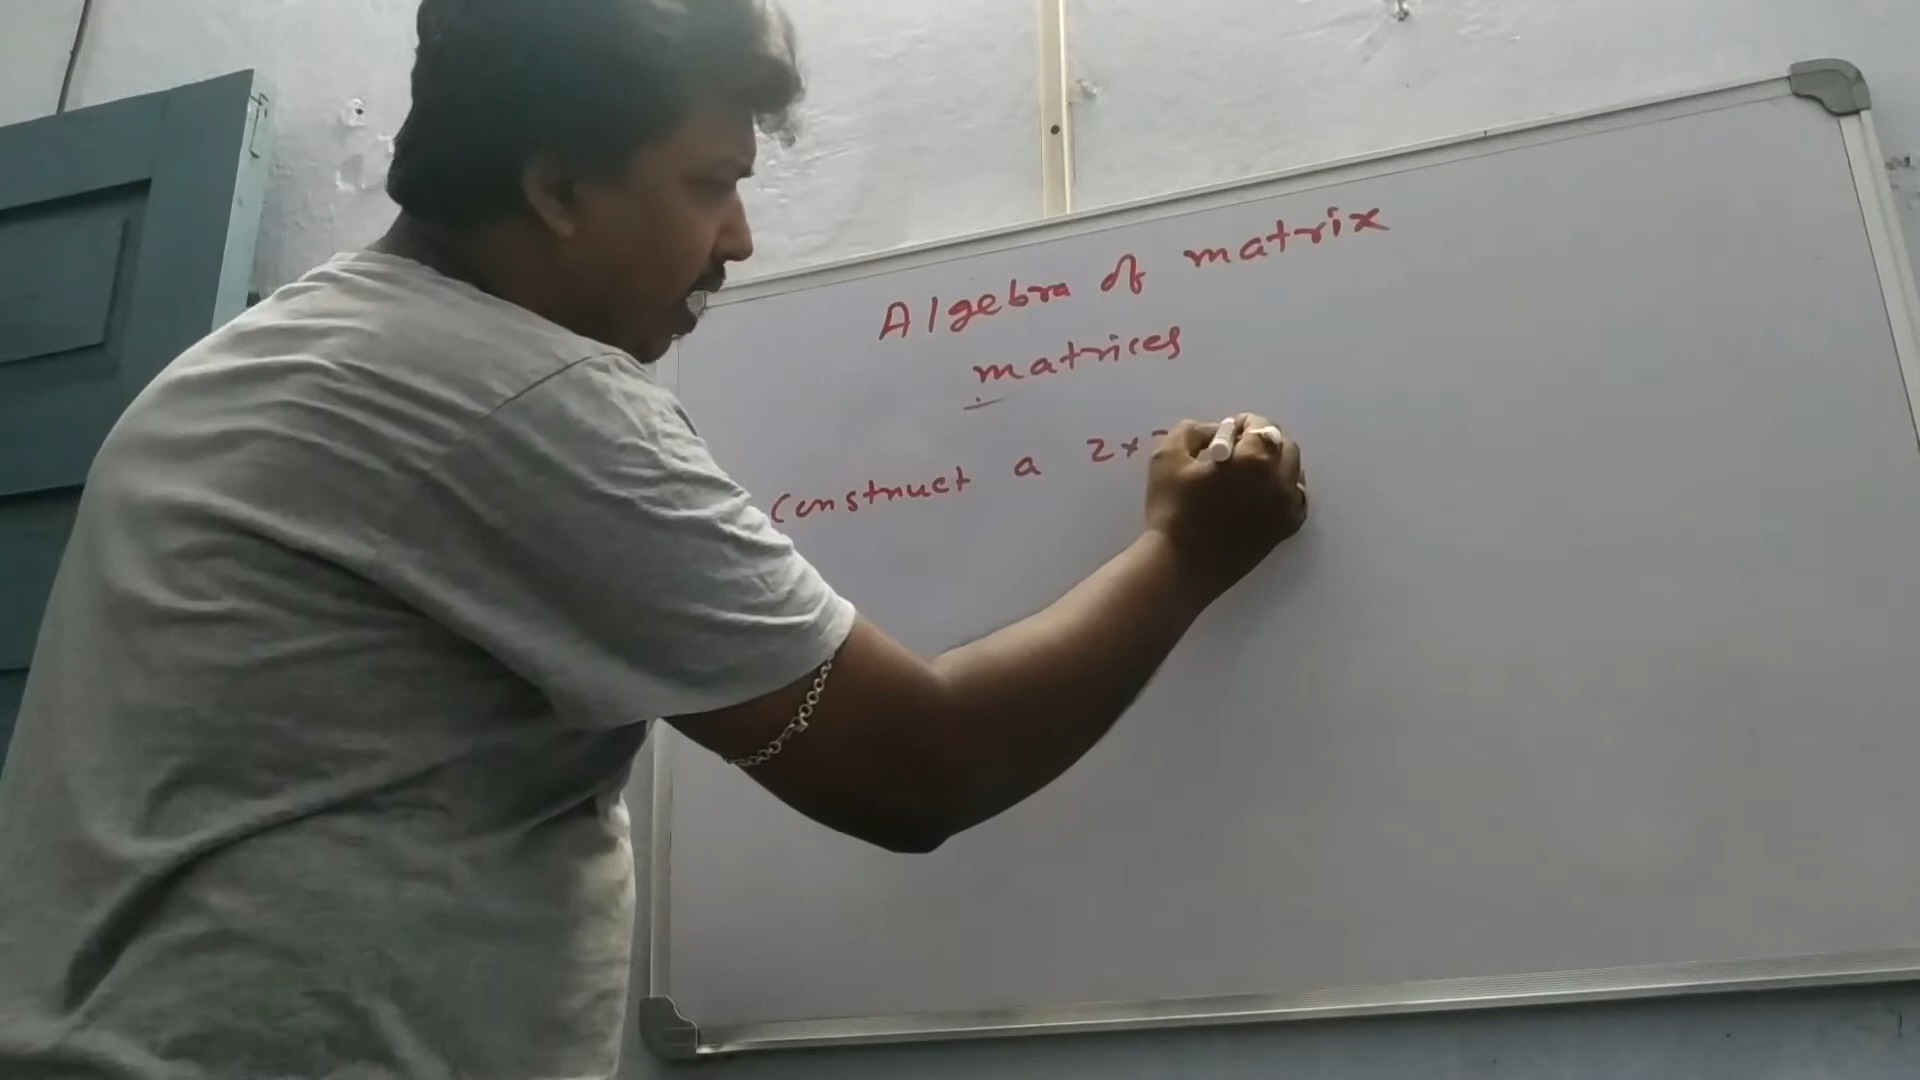 Algebra of matrix
matrices
Construct a 2x